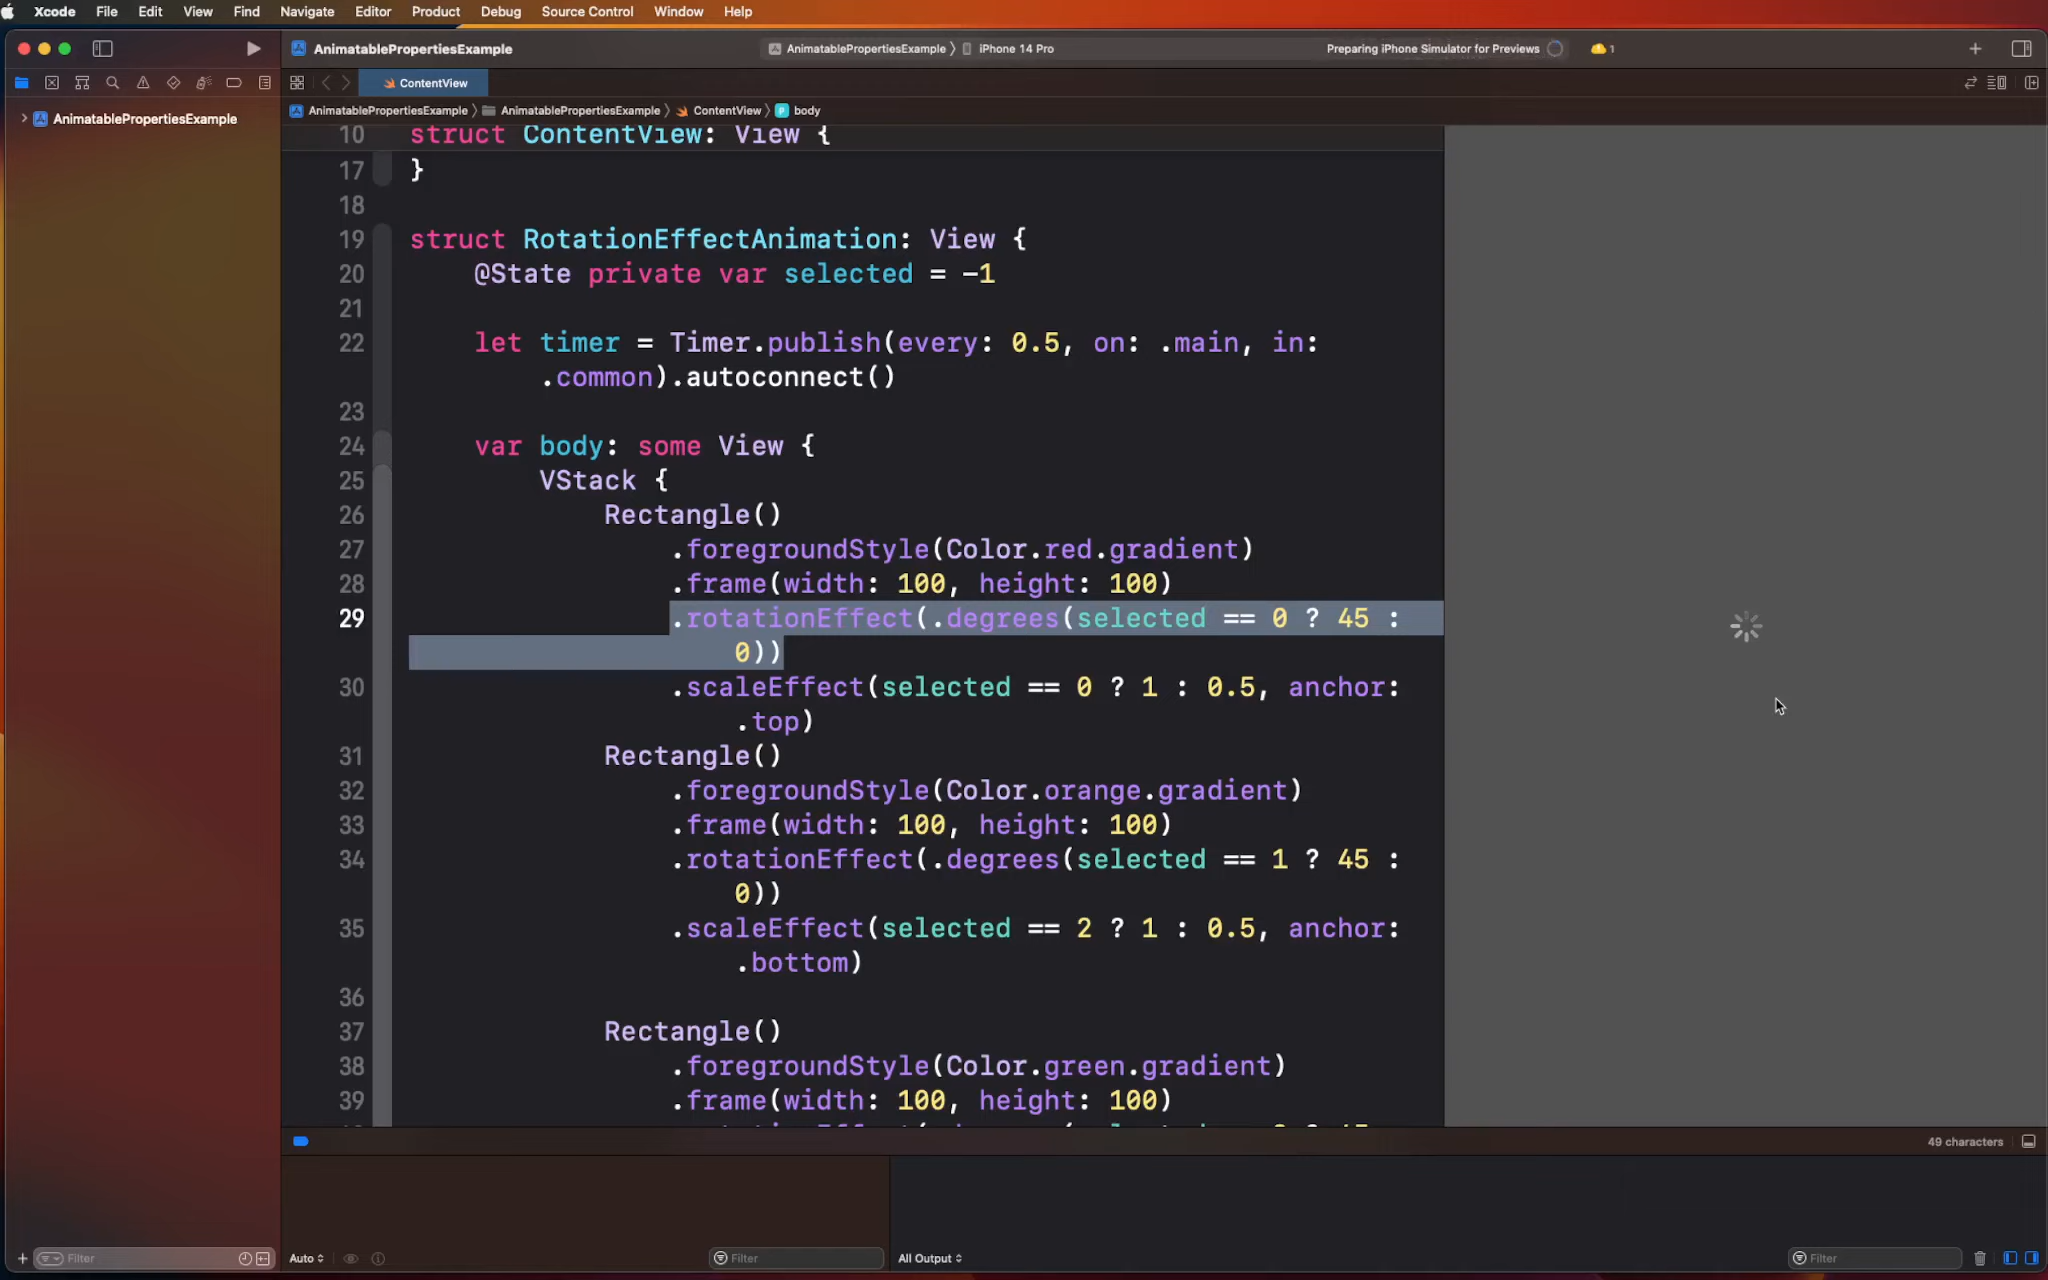 Xcode File Edit View Find Navigate Editor Product Debug Source Control Window Help
AnimatablePropertiesExample
AnimatablePropertiesExample 〉 iPhone 14 Pro
Preparing iPhone Simulator for Previews
1
ContentView
AnimatablePropertiesExample 〉 AnimatablePropertiesExample 〉 ContentView 〉 P body
AnimatablePropertiesExample
10 struct ContentView: View {
17 }
18
19 struct RotationEffectAnimation: View {
20 @State private var selected = -1
21
22 let timer = Timer.publish(every: 0.5, on: .main, in:
.common).autoconnect()
23
24 var body: some View {
25 VStack {
26 Rectangle()
27 .foregroundStyle(Color.red.gradient)
28 .frame(width: 100, height: 100)
29 .rotationEffect(.degrees(selected == 0 ? 45 :
0))
30 .scaleEffect(selected == 0 ? 1 : 0.5, anchor:
.top)
31 Rectangle()
32 .foregroundStyle(Color.orange.gradient)
33 .frame(width: 100, height: 100)
34 .rotationEffect(.degrees(selected == 1 ? 45 :
0))
35 .scaleEffect(selected == 2 ? 1 : 0.5, anchor:
.bottom)
36
37 Rectangle()
38 .foregroundStyle(Color.green.gradient)
39 .frame(width: 100, height: 100)
49 characters
Filter
Auto
Filter
All Output
Filter